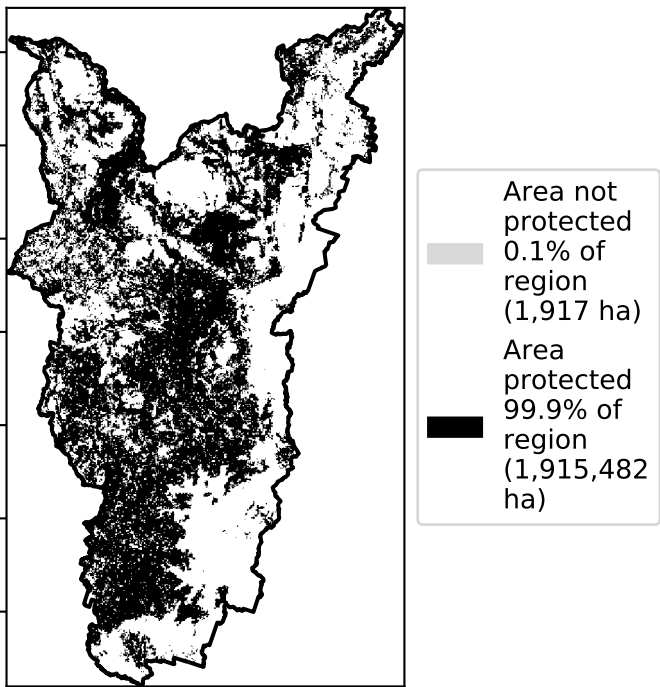 Area not
protected
0.1% of
region
(1,917 ha)
Area
protected
99.9% of
region
(1,915,482
ha)